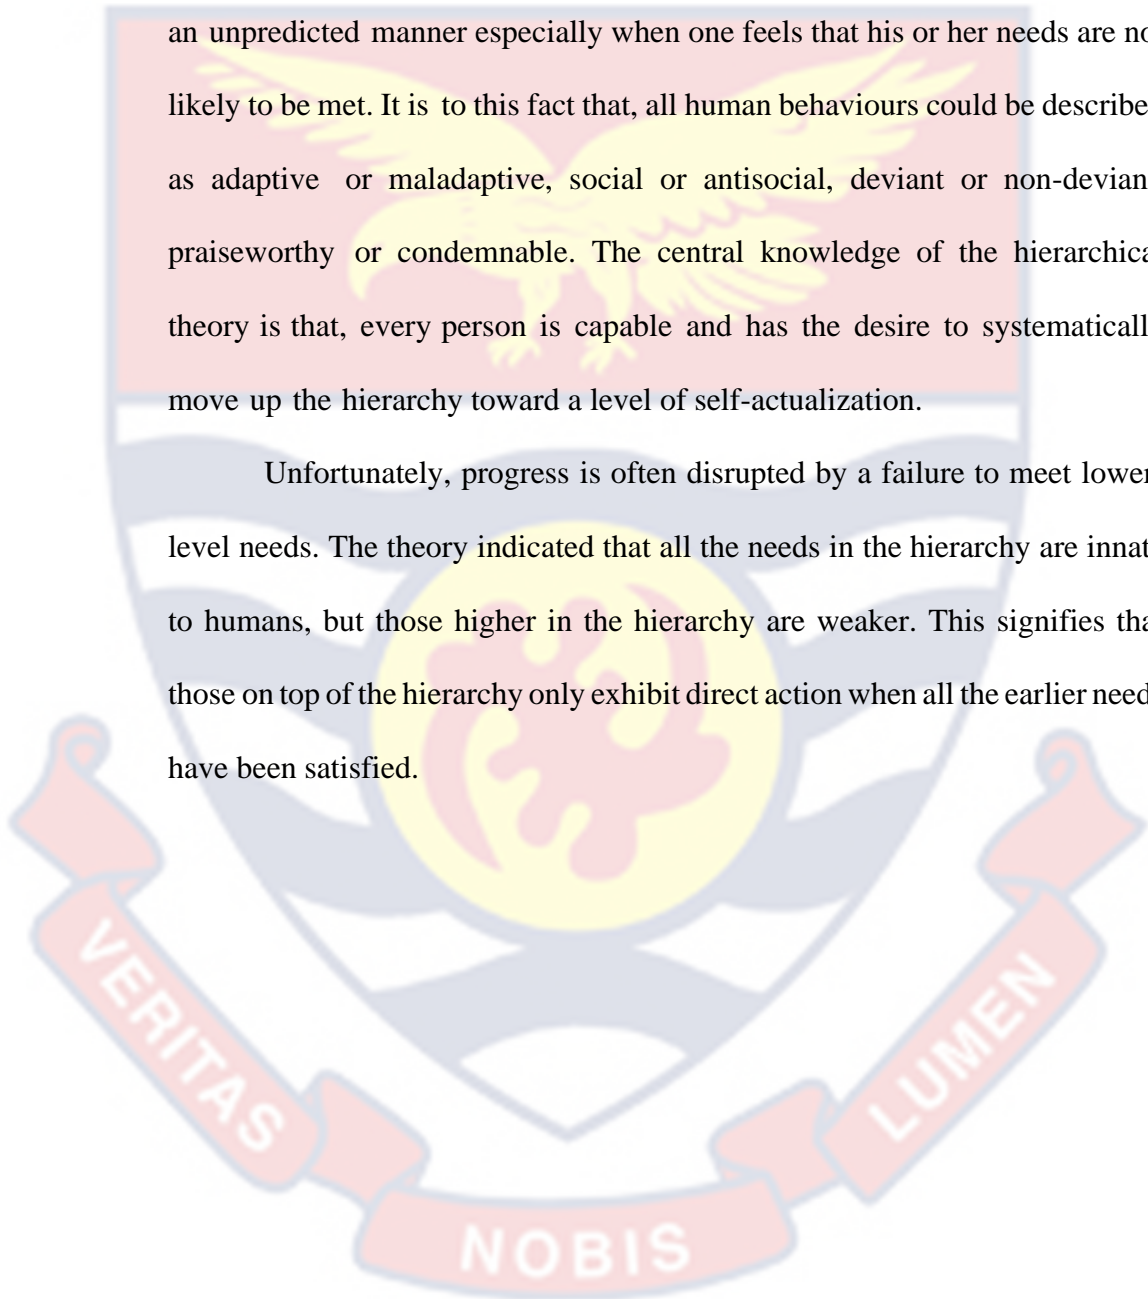 an unpredicted manner especially when one feels that his or her needs are no
likely to be met. It is to this fact that, all human behaviours could be describe
as adaptive or maladaptive, social or antisocial, deviant or non-devian
praiseworthy or condemnable. The central knowledge of the hierarchica
theory is that, every person is capable and has the desire to systematicall
move up the hierarchy toward a level of self-actualization.
Unfortunately, progress is often disrupted by a failure to meet lower
level needs. The theory indicated that all the needs in the hierarchy are innat
to humans, but those higher in the hierarchy are weaker. This signifies tha
those on top of the hierarchy only exhibit direct action when all the earlier need
have been satisfied.
VERITAS
NOBIS
LUMEN